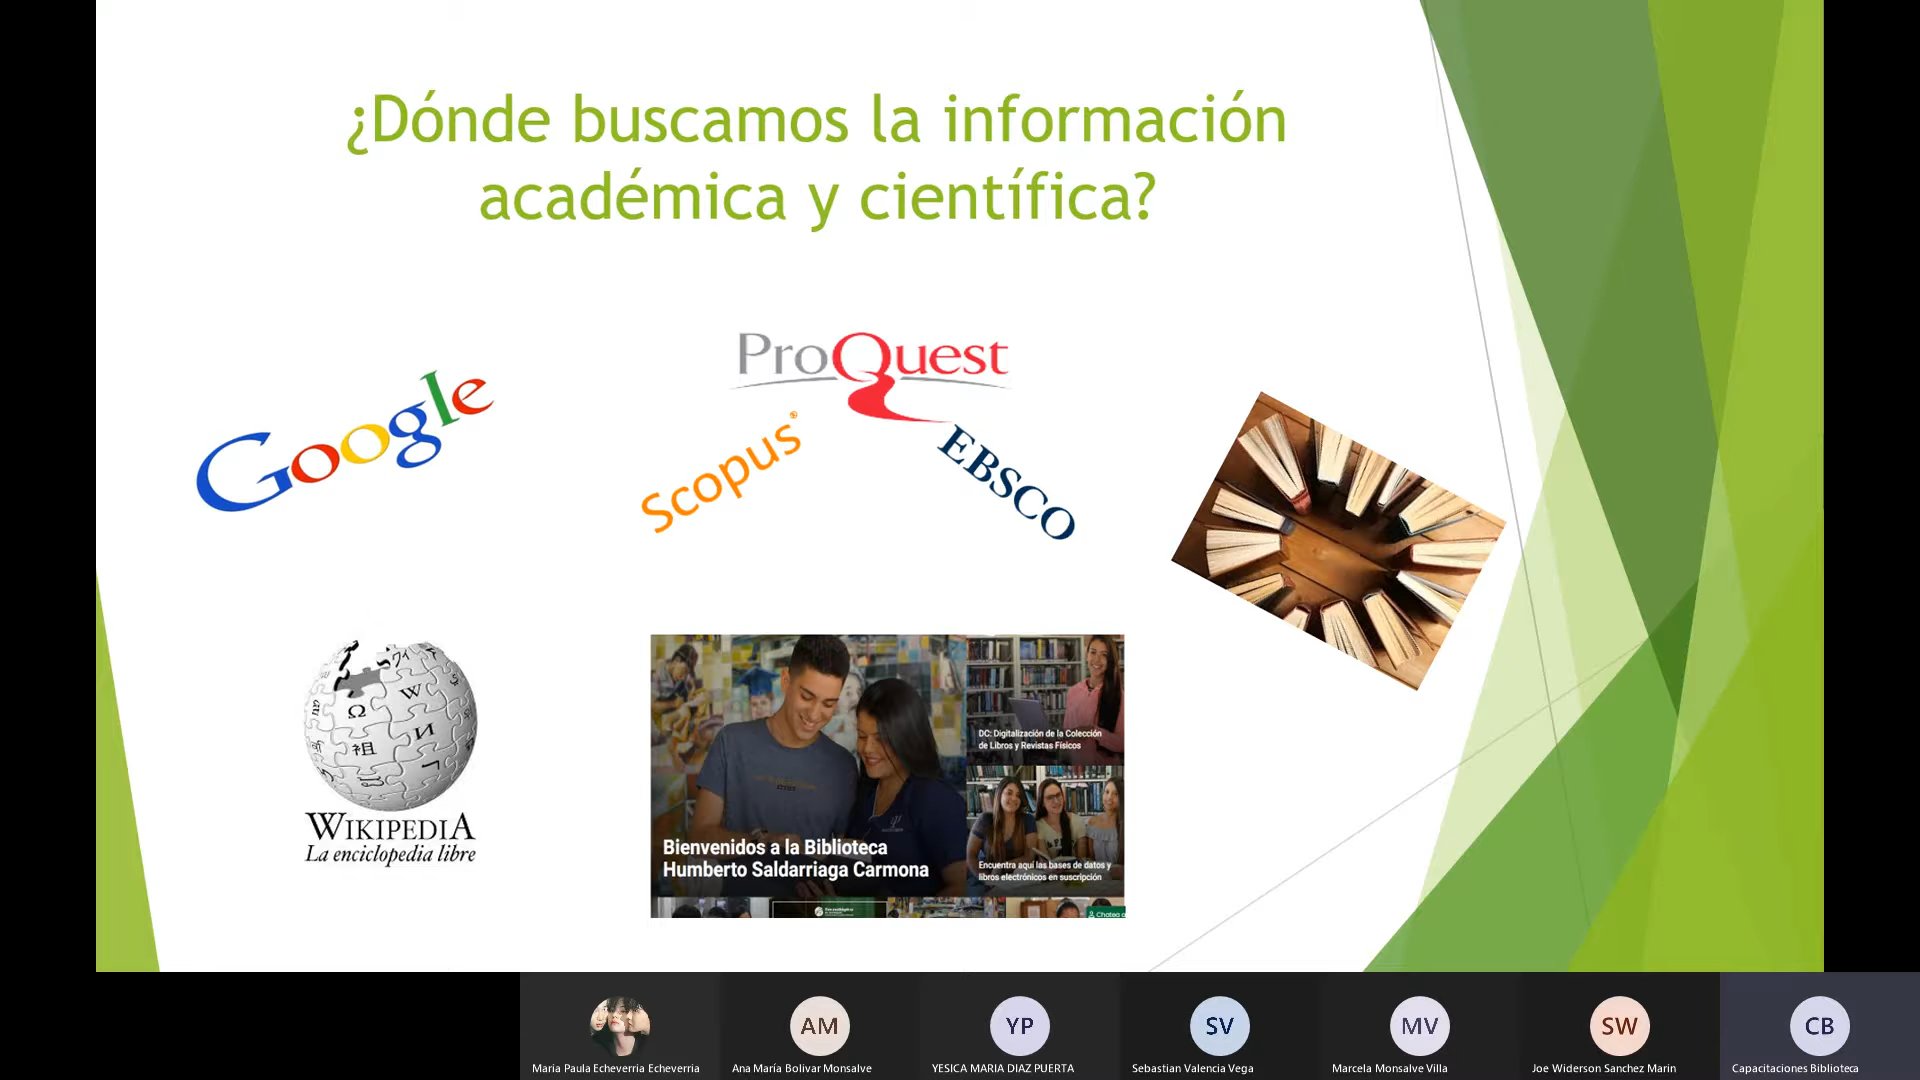 ¿Dónde buscamos la información
académica y científica?
Google
ProQuest
Scopus®
EBSCO
WIKIPEDIA
La enciclopedia libre
Bienvenidos a la Biblioteca
Humberto Saldarriaga Carmona
DC: Digitalización de la Colección
de Libros y Revistas Físicos
Encuentra aquí las bases de datos y
libros electrónicos en suscripción
Chatea
AM
YP
SV
MV
SW
CB
Maria Paula Echeverria Echeverria
Ana María Bolivar Monsalve
YESICA MARIA DIAZ PUERTA
Sebastian Valencia Vega
Marcela Monsalve Villa
Joe Widerson Sanchez Marin
Capacitaciones Biblioteca